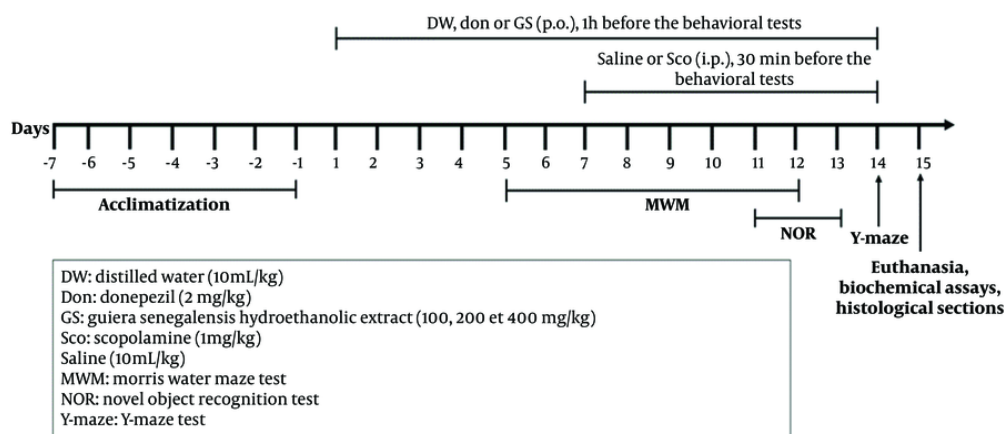 DW, don or GS (p.o.), 1h before the behavioral tests
Saline or Sco (i.p.), 30 min before the
behavioral tests
Days
-7 -6 -5 -4 -3 -2 -1 1 2 3 4 5 6 7 8 9 10 11 12 13 14 15
Acclimatization
MWM
NOR
Y-maze
Euthanasia,
biochemical assays,
histological sections
DW: distilled water (10mL/kg)
Don: donepezil (2 mg/kg)
GS: guiera senegalensis hydroethanolic extract (100, 200 et 400 mg/kg)
Sco: scopolamine (1mg/kg)
Saline (10mL/kg)
MWM: morris water maze test
NOR: novel object recognition test
Y-maze: Y-maze test